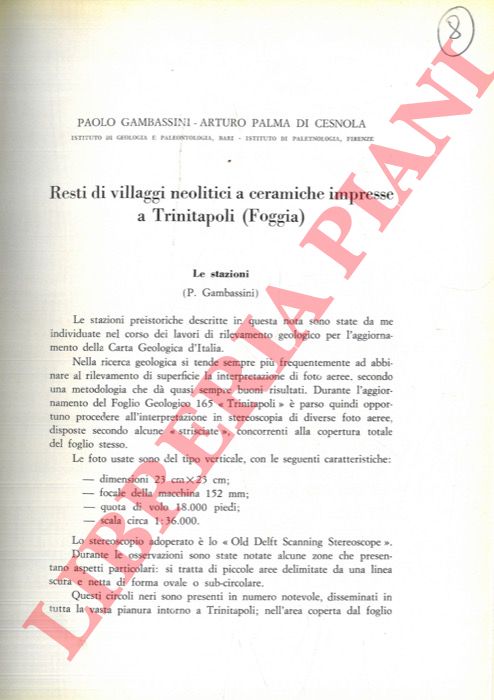 8
PAOLO GAMBASSINI - ARTURO PALMA DI CESNOLA
ISTITUTO DI GEOLOGIA E PALEONTOLOGIA, BARI - ISTITUTO DI PALETNOLOGIA, FIRENZE
Resti di villaggi neolitici a ceramiche impresse
a Trinitapoli (Foggia)
Le stazioni
(P. Gambassini)
Le stazioni preistoriche descritte in questa nota sono state da me
individuate nel corso dei lavori di rilevamento geologico per l'aggiorna-
mento della Carta Geologica d'Italia.
Nella ricerca geologica si tende sempre più frequentemente ad abbi-
nare al rilevamento di superficie la interpretazione di foto aeree, secondo
una metodologia che dà quasi sempre buoni risultati. Durante l'aggior-
namento del Foglio Geologico 165 « Trinitapoli » è parso quindi oppor-
tuno procedere all'interpretazione in stereoscopia di diverse foto aeree,
disposte secondo alcune « strisciate », concorrenti alla copertura totale
del foglio stesso.
Le foto usate sono del tipo verticale, con le seguenti caratteristiche:
— dimensioni 23 cm×23 cm;
— focale della macchina 152 mm;
— quota di volo 18.000 piedi;
— scala circa 1:36.000.
Lo stereoscopio adoperato è lo « Old Delft Scanning Stereoscope ».
Durante le osservazioni sono state notate alcune zone che presen-
tano aspetti particolari: si tratta di piccole aree delimitate da una linea
scura e netta di forma ovale o sub-circolare.
Questi circoli neri sono presenti in numero notevole, disseminati in
tutta la vasta pianura intorno a Trinitapoli; nell'area coperta dal foglio
LIBRERIA PIANI